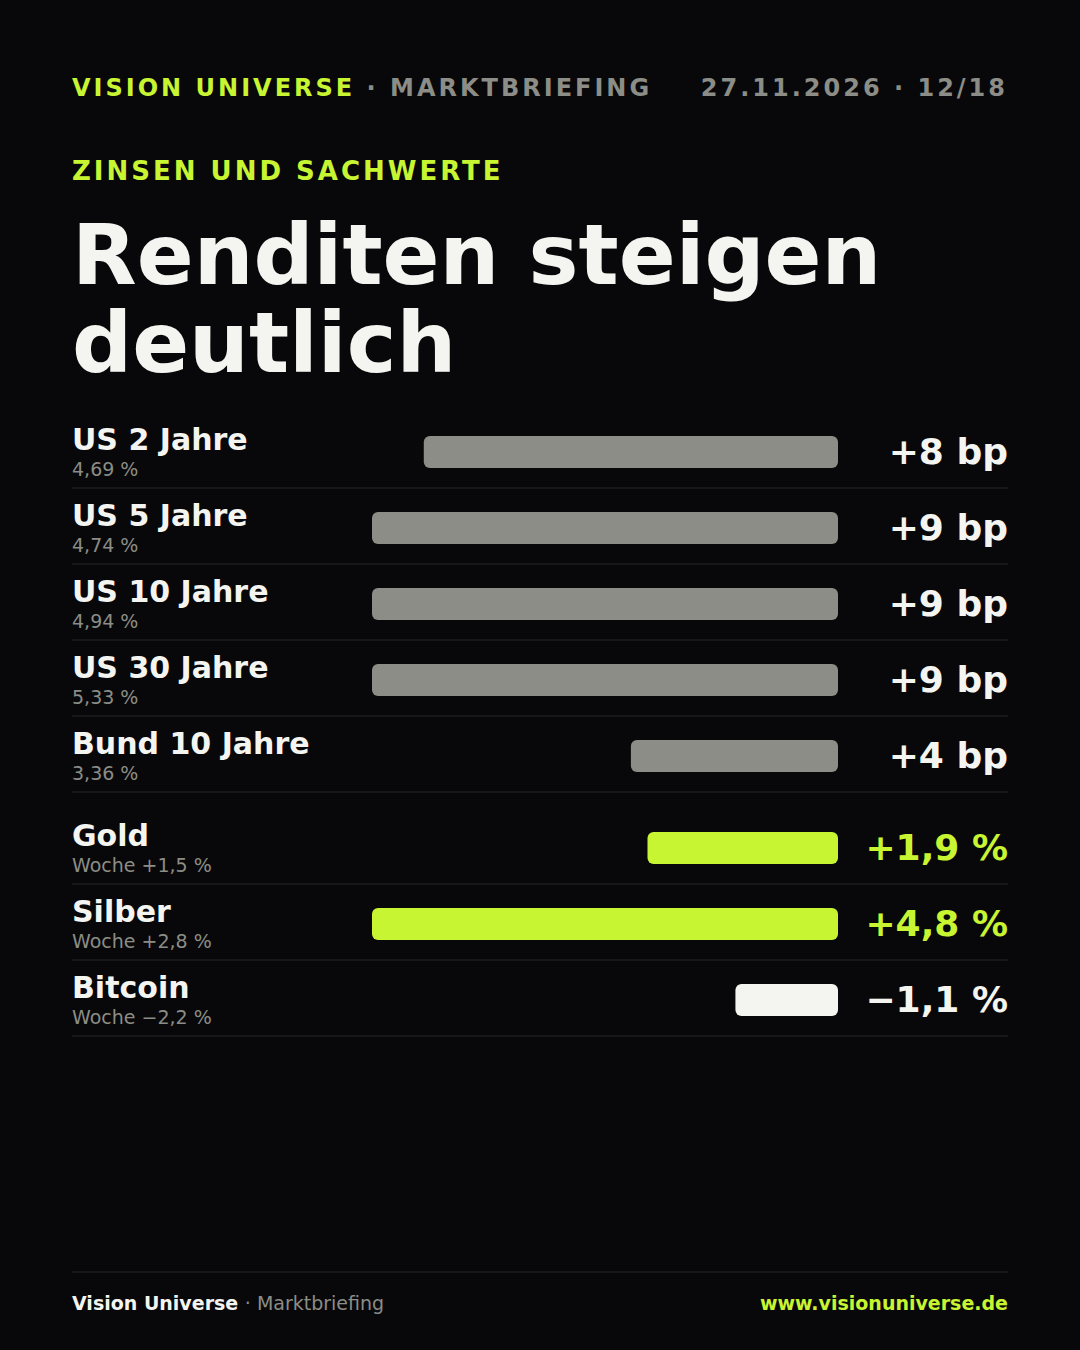 VISION UNIVERSE · MARKTBRIEFING 27.11.2026 · 12/18
ZINSEN UND SACHWERTE
Renditen steigen
deutlich
US 2 Jahre
4,69 %
+8 bp
US 5 Jahre
4,74 %
+9 bp
US 10 Jahre
4,94 %
+9 bp
US 30 Jahre
5,33 %
+9 bp
Bund 10 Jahre
3,36 %
+4 bp
Gold
Woche +1,5 %
+1,9 %
Silber
Woche +2,8 %
+4,8 %
Bitcoin
Woche −2,2 %
−1,1 %
Vision Universe · Marktbriefing www.visionuniverse.de